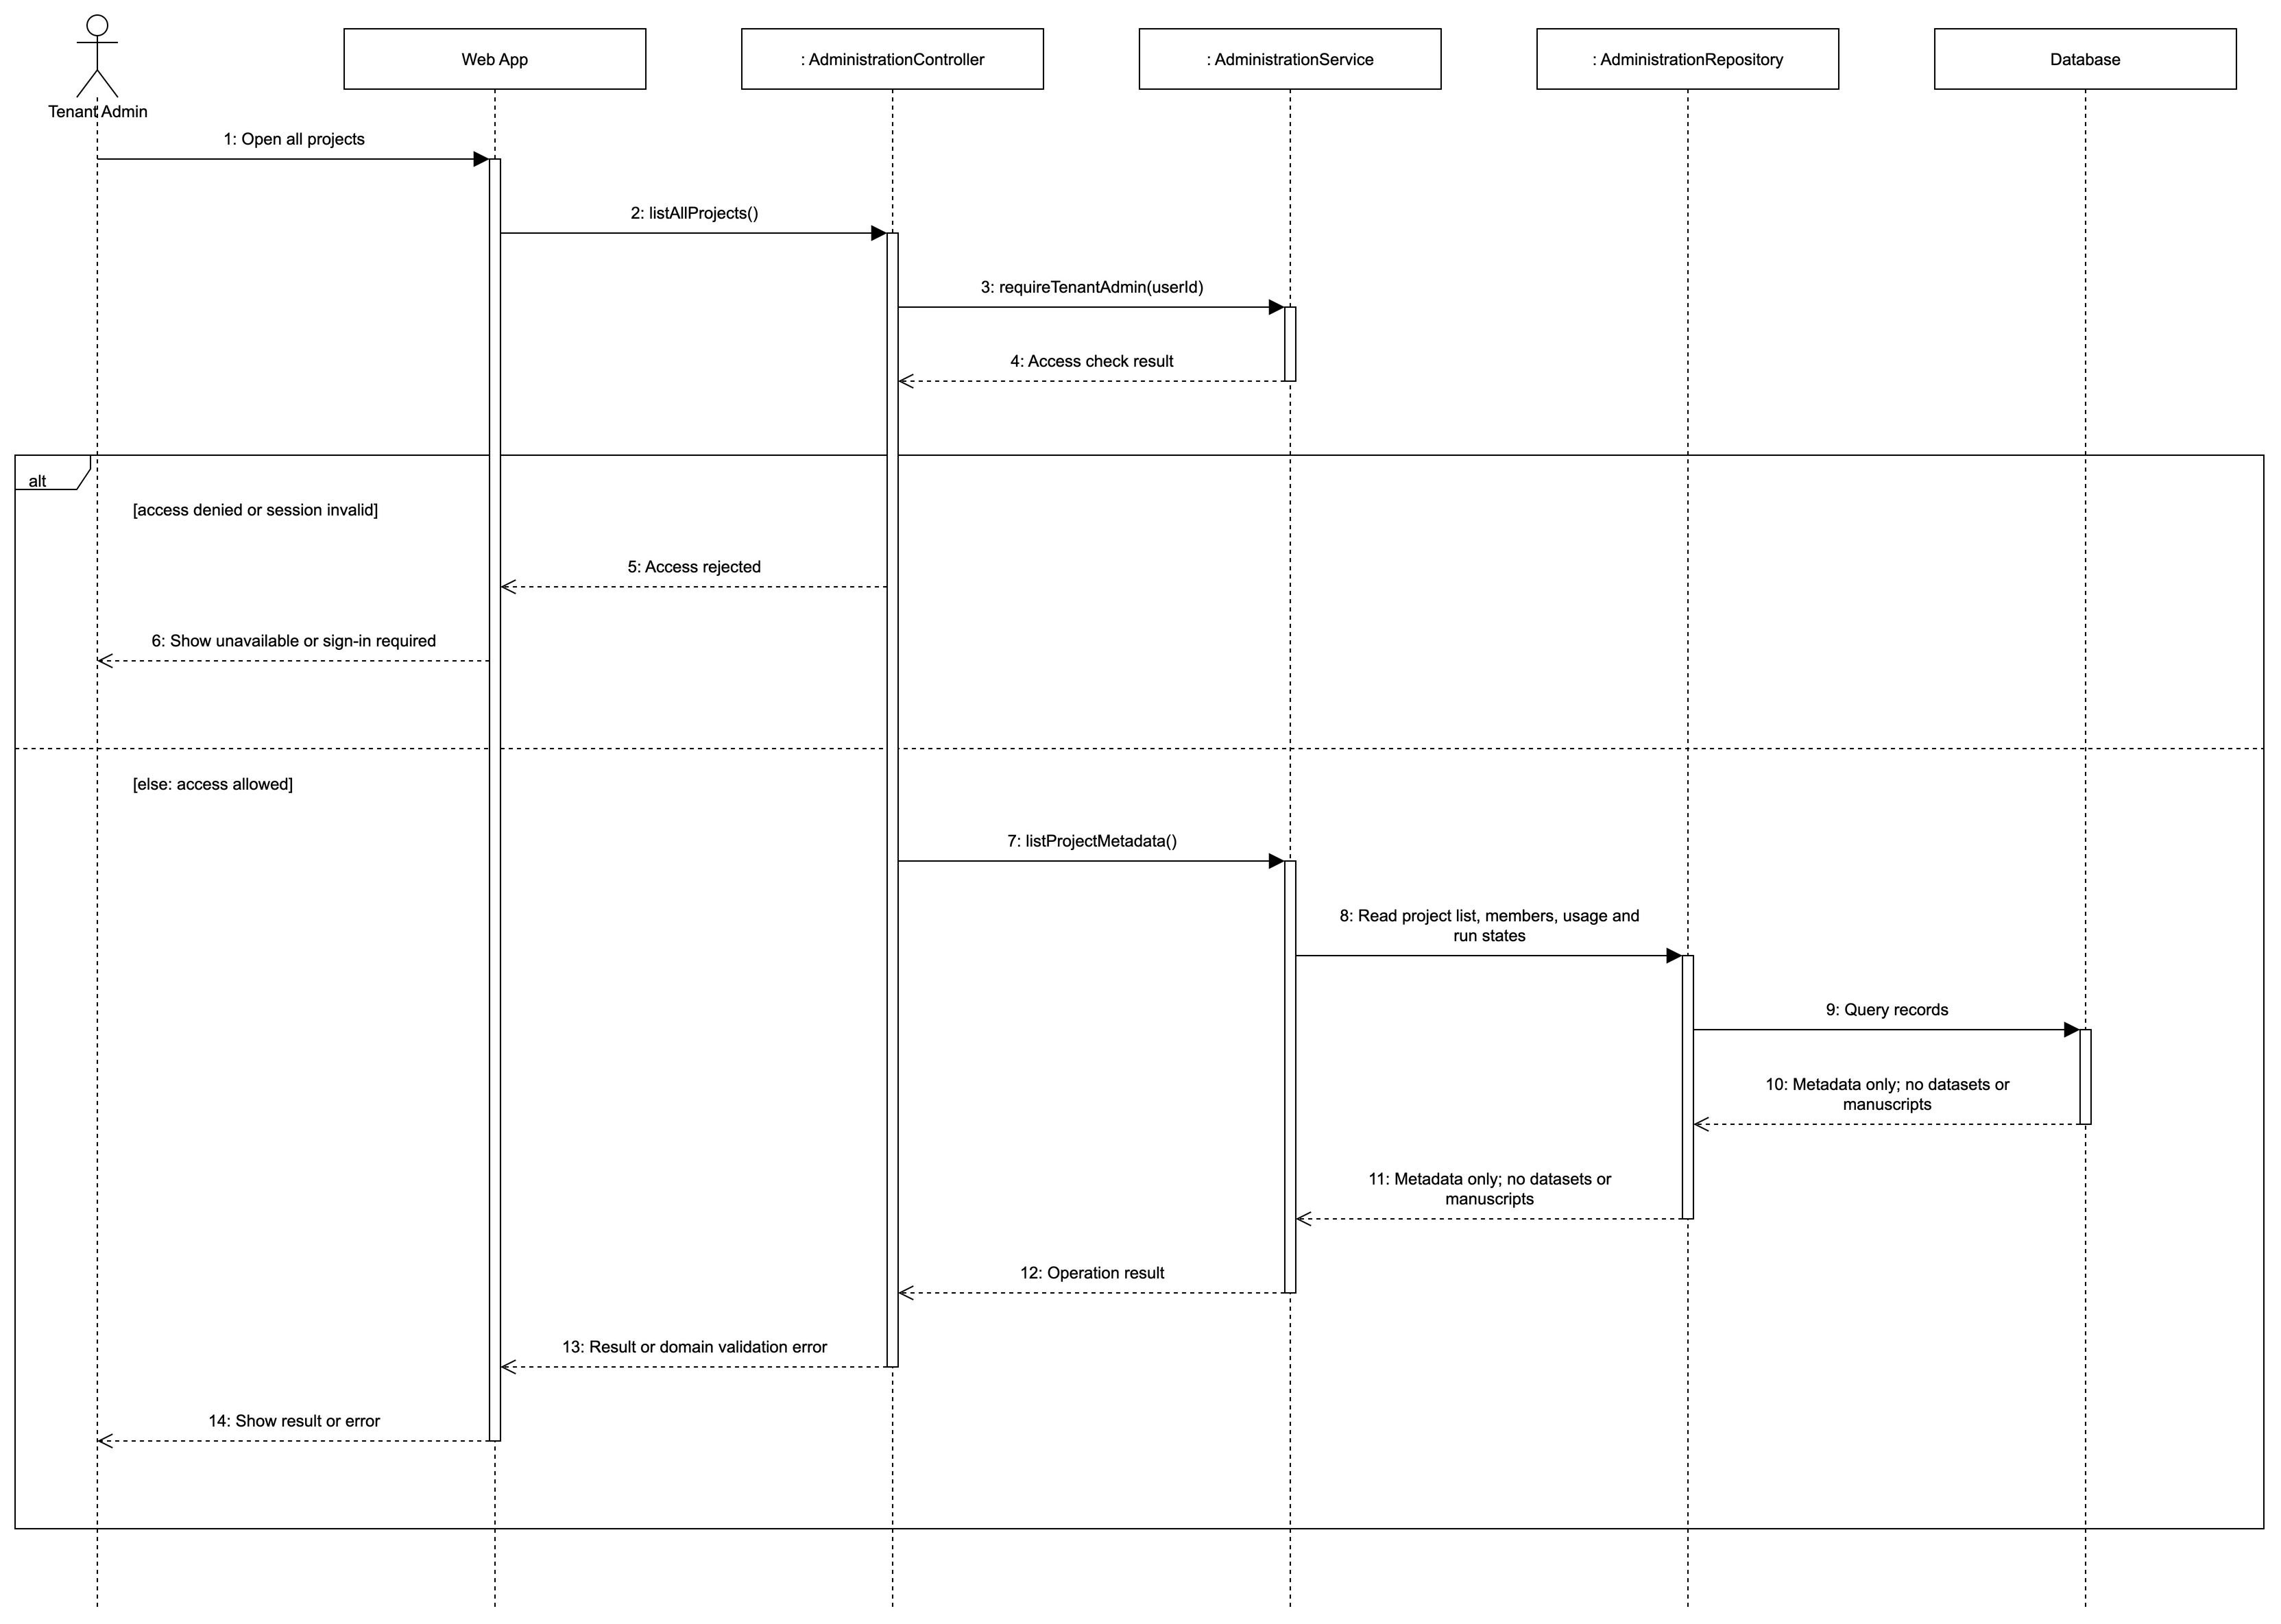 Tenant Admin
Web App
: AdministrationController
: AdministrationService
: AdministrationRepository
Database
1: Open all projects
2: listAllProjects()
3: requireTenantAdmin(userId)
4: Access check result
alt
[access denied or session invalid]
5: Access rejected
6: Show unavailable or sign-in required
[else: access allowed]
7: listProjectMetadata()
8: Read project list, members, usage and
run states
9: Query records
10: Metadata only; no datasets or
manuscripts
11: Metadata only; no datasets or
manuscripts
12: Operation result
13: Result or domain validation error
14: Show result or error